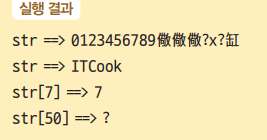 실행 결과
str ==> 0123456789儆儆儆?x?缸
str ==> ITCook
str[7] ==> 7
str[50] ==> ?